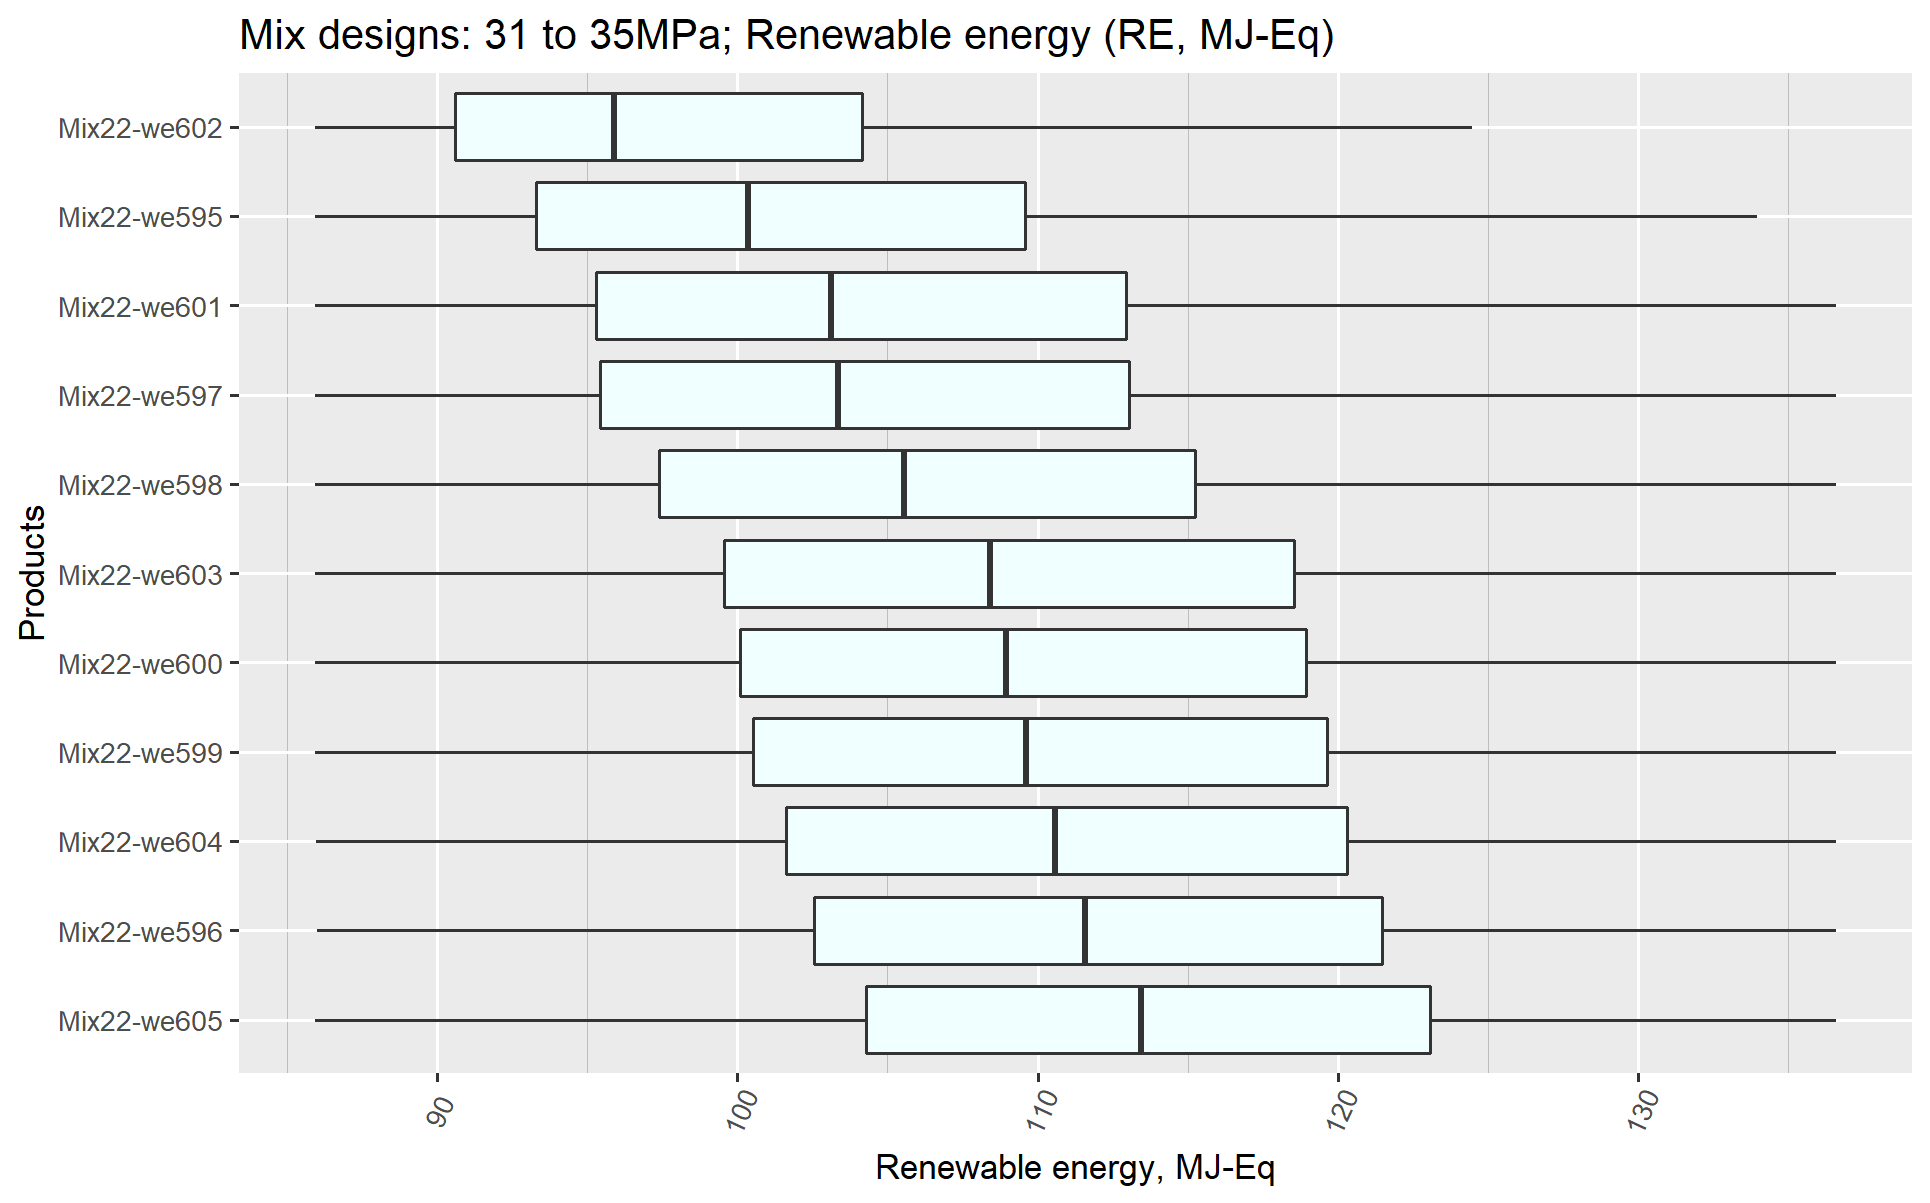 Mix designs: 31 to 35MPa; Renewable energy (RE, MJ-Eq)
Products
Mix22-we602
Mix22-we595
Mix22-we601
Mix22-we597
Mix22-we598
Mix22-we603
Mix22-we600
Mix22-we599
Mix22-we604
Mix22-we596
Mix22-we605
90 100 110 120 130
Renewable energy, MJ-Eq